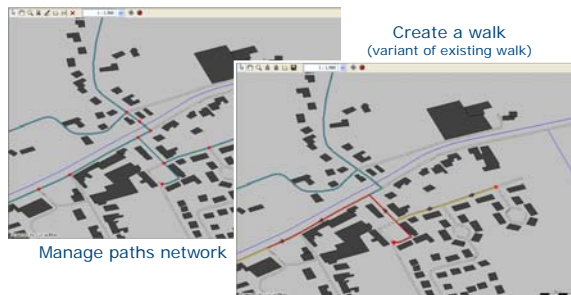 Create a walk
(variant of existing walk)
Manage paths network